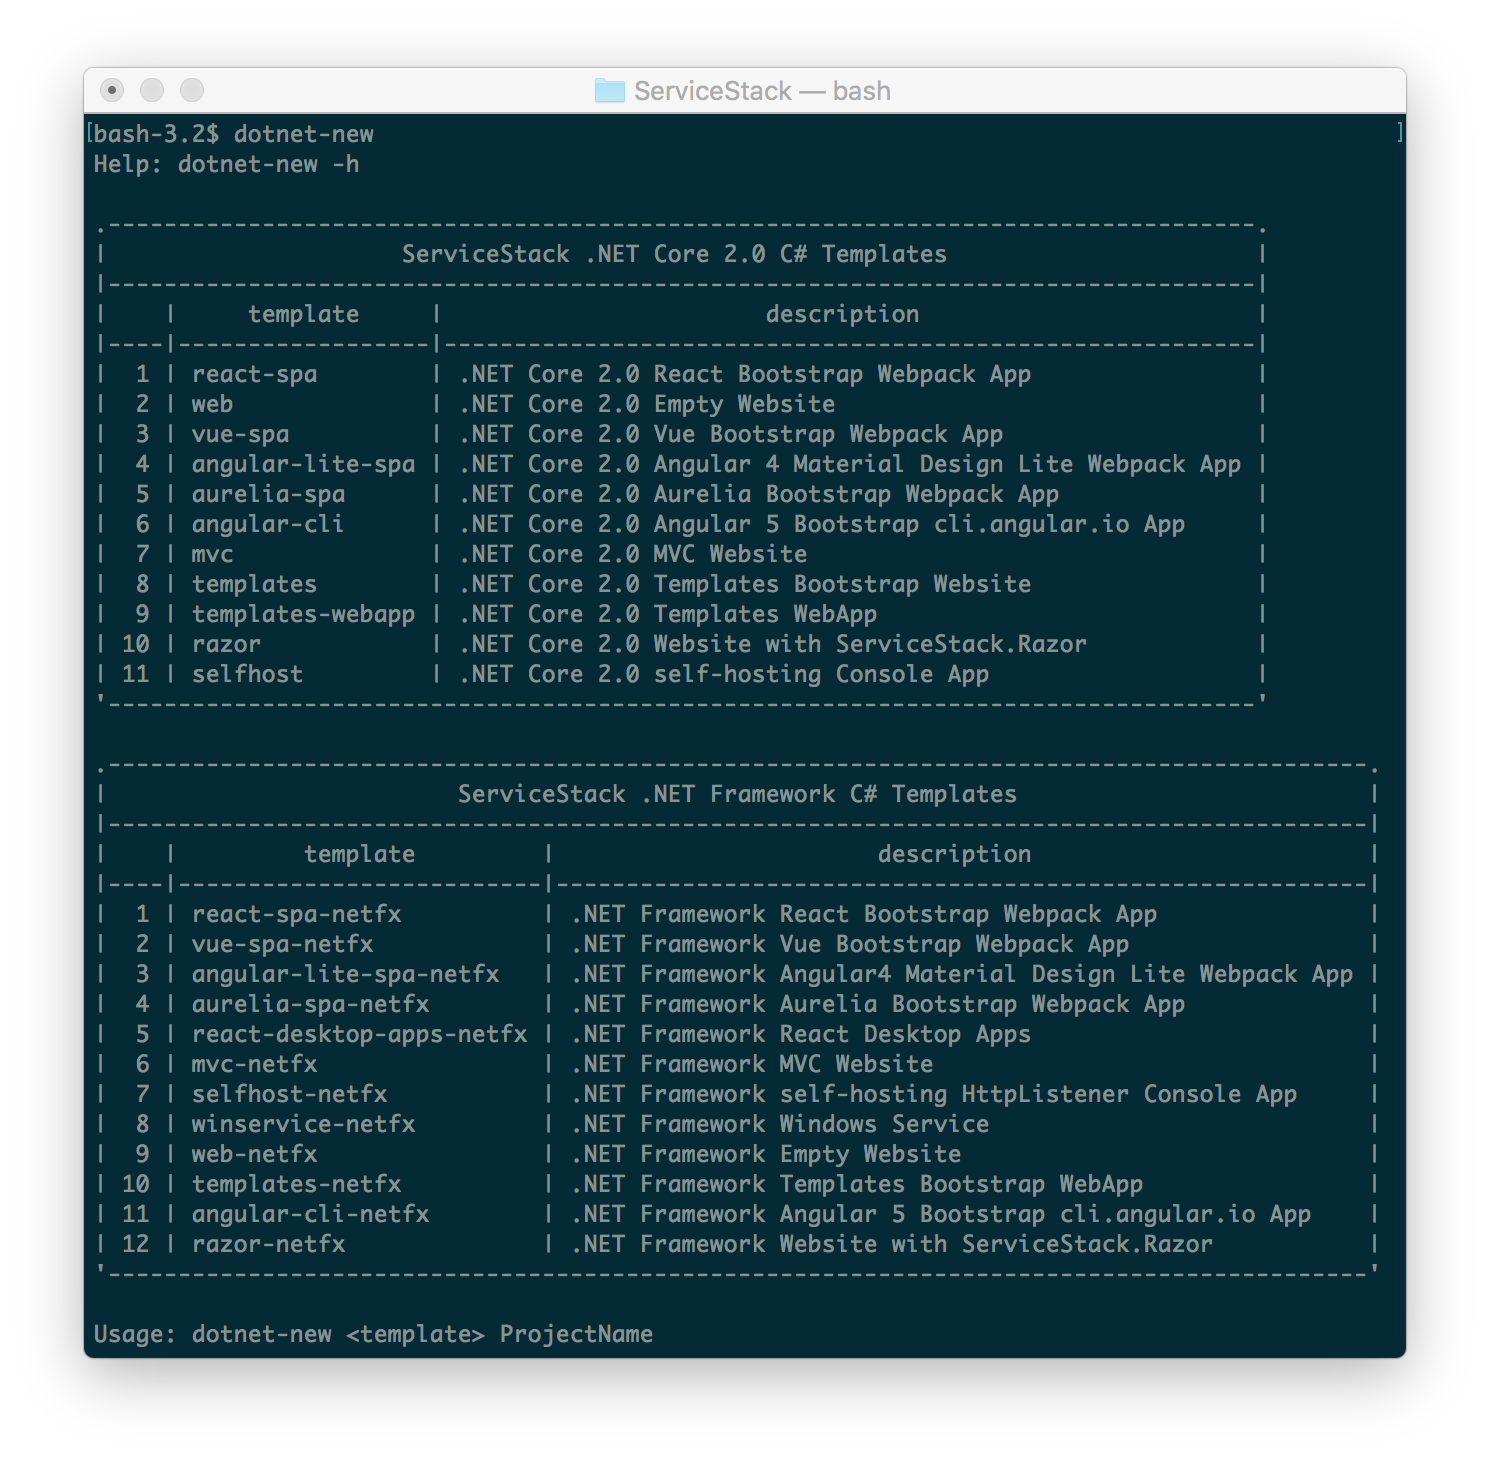 ServiceStack — bash
[bash-3.2$ dotnet-new ]
Help: dotnet-new -h

.----------------------------------------------------------------------------------.
|                     ServiceStack .NET Core 2.0 C# Templates                      |
|----------------------------------------------------------------------------------|
|    |     template     |                       description                        |
|----|------------------|----------------------------------------------------------|
|  1 | react-spa        | .NET Core 2.0 React Bootstrap Webpack App                |
|  2 | web              | .NET Core 2.0 Empty Website                              |
|  3 | vue-spa          | .NET Core 2.0 Vue Bootstrap Webpack App                  |
|  4 | angular-lite-spa | .NET Core 2.0 Angular 4 Material Design Lite Webpack App |
|  5 | aurelia-spa      | .NET Core 2.0 Aurelia Bootstrap Webpack App              |
|  6 | angular-cli      | .NET Core 2.0 Angular 5 Bootstrap cli.angular.io App     |
|  7 | mvc              | .NET Core 2.0 MVC Website                                |
|  8 | templates        | .NET Core 2.0 Templates Bootstrap Website                |
|  9 | templates-webapp | .NET Core 2.0 Templates WebApp                           |
| 10 | razor            | .NET Core 2.0 Website with ServiceStack.Razor            |
| 11 | selfhost         | .NET Core 2.0 self-hosting Console App                   |
'----------------------------------------------------------------------------------'

.------------------------------------------------------------------------------------------.
|                         ServiceStack .NET Framework C# Templates                         |
|------------------------------------------------------------------------------------------|
|    |         template         |                       description                        |
|----|--------------------------|----------------------------------------------------------|
|  1 | react-spa-netfx          | .NET Framework React Bootstrap Webpack App               |
|  2 | vue-spa-netfx            | .NET Framework Vue Bootstrap Webpack App                 |
|  3 | angular-lite-spa-netfx   | .NET Framework Angular4 Material Design Lite Webpack App |
|  4 | aurelia-spa-netfx        | .NET Framework Aurelia Bootstrap Webpack App             |
|  5 | react-desktop-apps-netfx | .NET Framework React Desktop Apps                        |
|  6 | mvc-netfx                | .NET Framework MVC Website                               |
|  7 | selfhost-netfx           | .NET Framework self-hosting HttpListener Console App     |
|  8 | winservice-netfx         | .NET Framework Windows Service                           |
|  9 | web-netfx                | .NET Framework Empty Website                             |
| 10 | templates-netfx          | .NET Framework Templates Bootstrap WebApp                |
| 11 | angular-cli-netfx        | .NET Framework Angular 5 Bootstrap cli.angular.io App    |
| 12 | razor-netfx              | .NET Framework Website with ServiceStack.Razor           |
'------------------------------------------------------------------------------------------'

Usage: dotnet-new <template> ProjectName